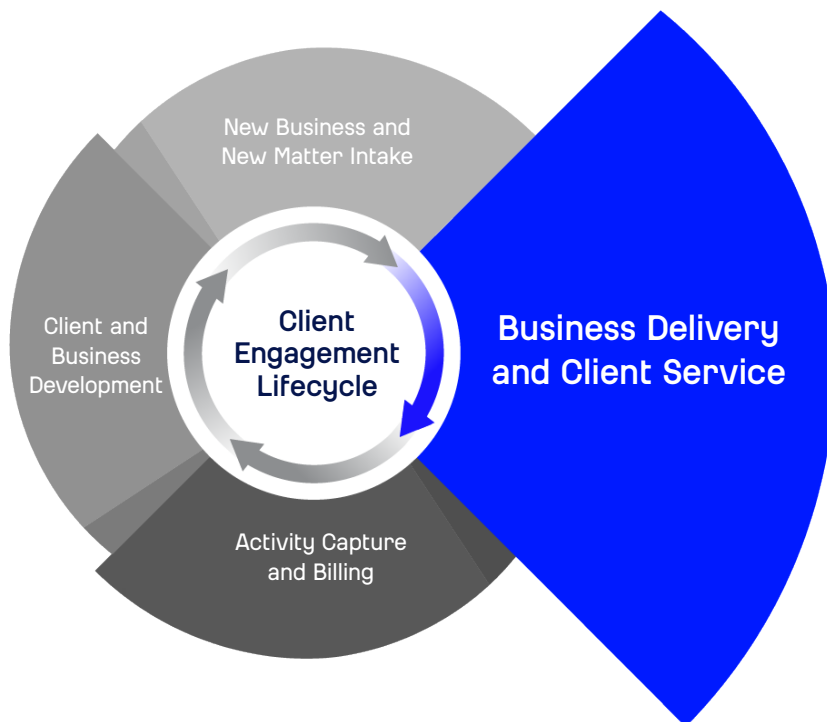 New Business and
New Matter Intake
Client and
Business
Development
Client
Engagement
Lifecycle
Business Delivery
and Client Service
Activity Capture
and Billing